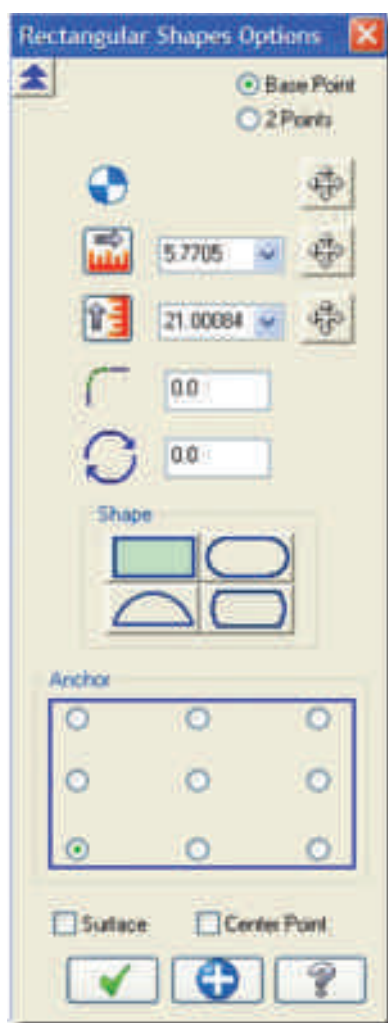 Rectangular Shapes Options
Base Point
2 Points
5.7705
21.00084
0.0
0.0
Shape
Anchor
Surface Center Point